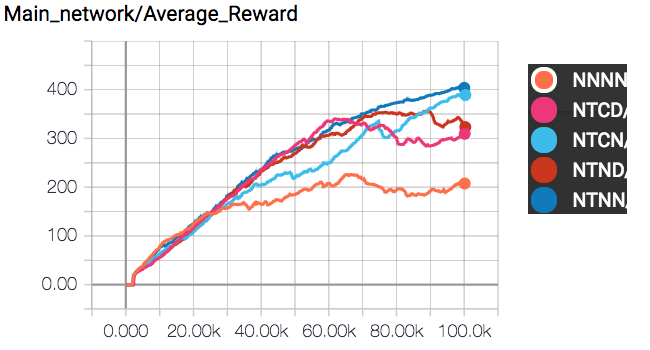 Main_network/Average_Reward
400
300
200
100
0.00
0.000 20.00k 40.00k 60.00k 80.00k 100.0k
NNNN
NTCD/
NTCN/
NTND/
NTNN/